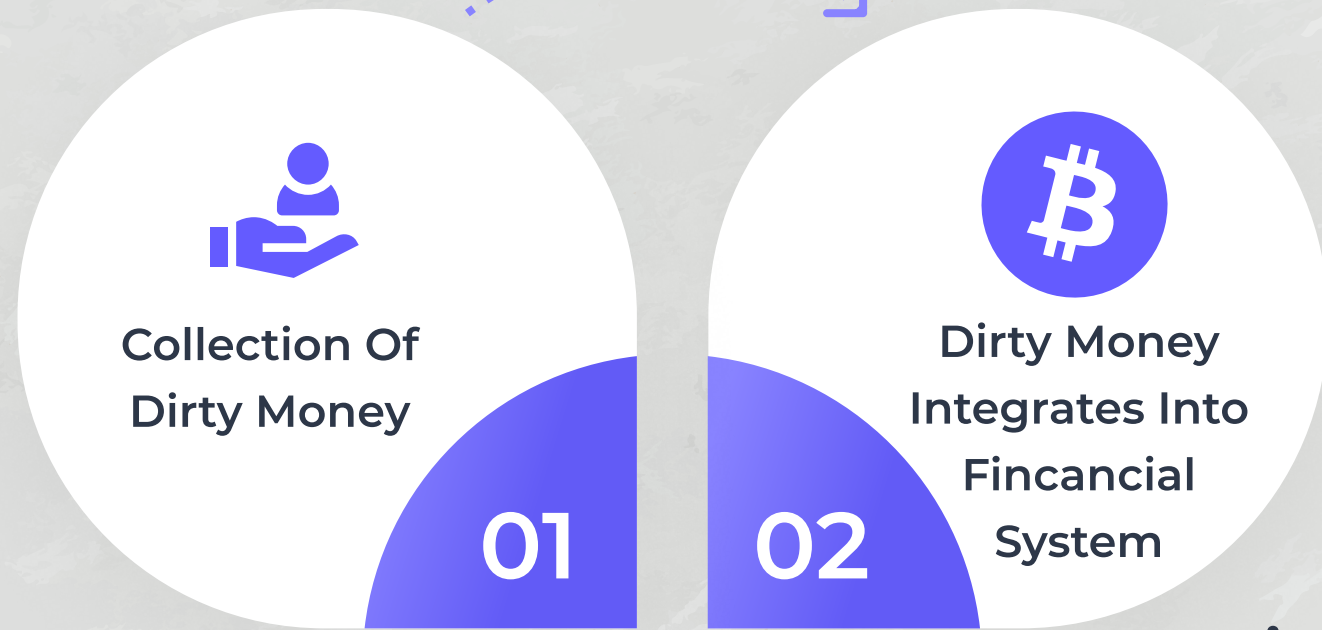 Collection Of
Dirty Money
01
Dirty Money
Integrates Into
Fincancial
System
02